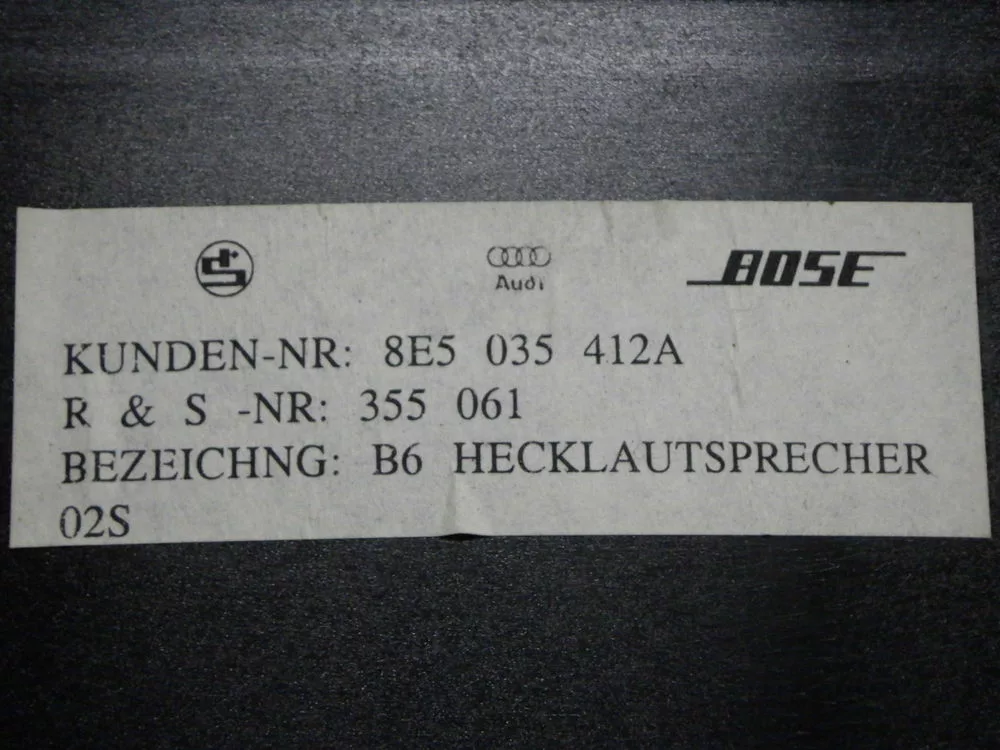 Audi
BOSE
KUNDEN-NR: 8E5 035 412A
R & S -NR: 355 061
BEZEICHNG: B6 HECKLAUTSPRECHER
02S